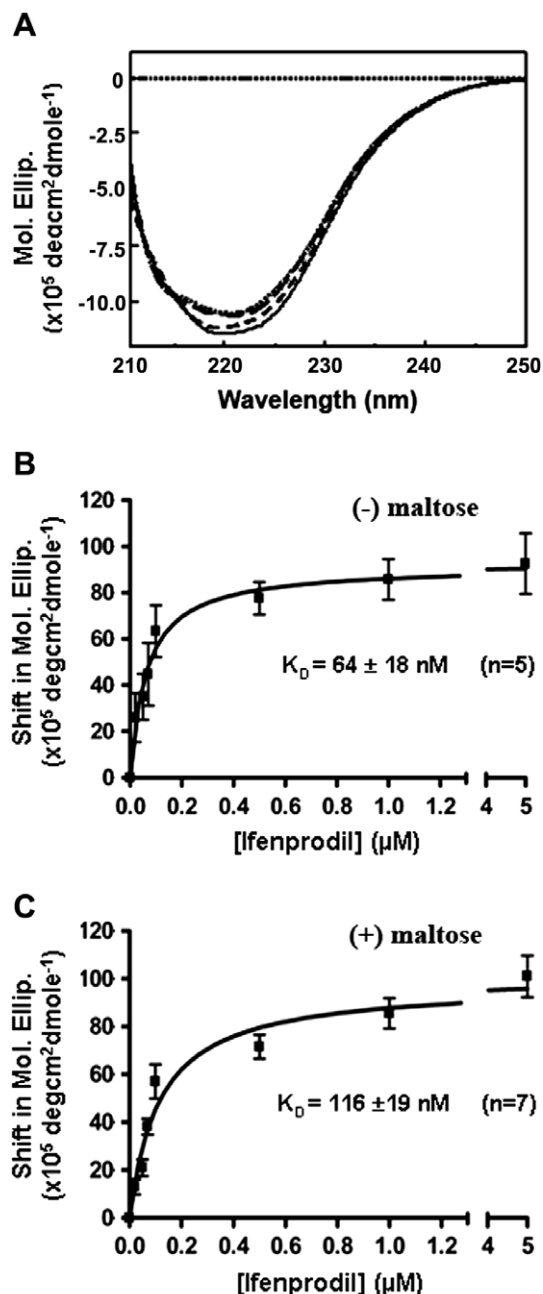 A
Mol. Ellip.
(x10⁵ degcm²dmole⁻¹)
0
-2.5
-5.0
-7.5
-10.0
210 220 230 240 250
Wavelength (nm)
B
(-) maltose
Shift in Mol. Ellip.
(x10⁵ degcm²dmole⁻¹)
120
100
80
60
40
20
0
K_D = 64 ± 18 nM (n=5)
0.0 0.2 0.4 0.6 0.8 1.0 1.2 4 5
[Ifenprodil] (µM)
C
(+) maltose
Shift in Mol. Ellip.
(x10⁵ degcm²dmole⁻¹)
120
100
80
60
40
20
0
K_D = 116 ±19 nM (n=7)
0.0 0.2 0.4 0.6 0.8 1.0 1.2 4 5
[Ifenprodil] (µM)